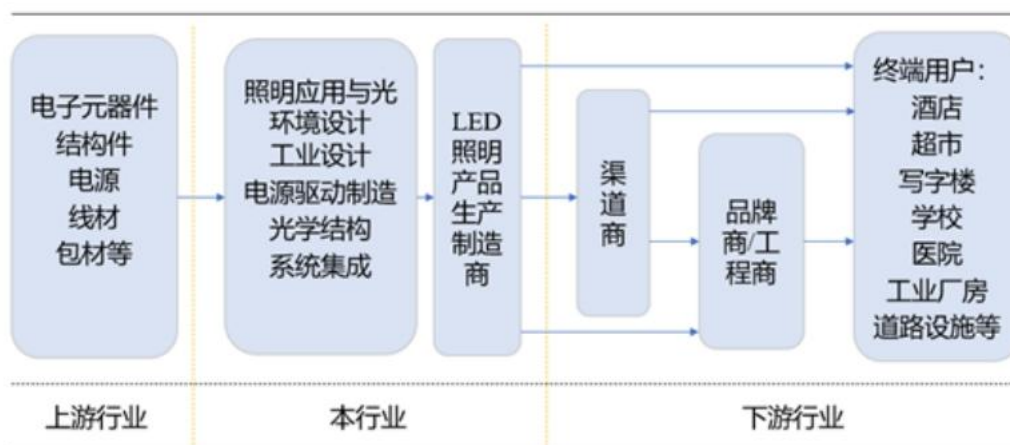 电子元器件
结构件
电源
线材
包材等
照明应用与光
环境设计
工业设计
电源驱动制造
光学结构
系统集成
LED
照明
产品
生产
制造
商
渠
道
商
品牌
商/工
程商
终端用户：
酒店
超市
写字楼
学校
医院
工业厂房
道路设施等
上游行业
本行业
下游行业